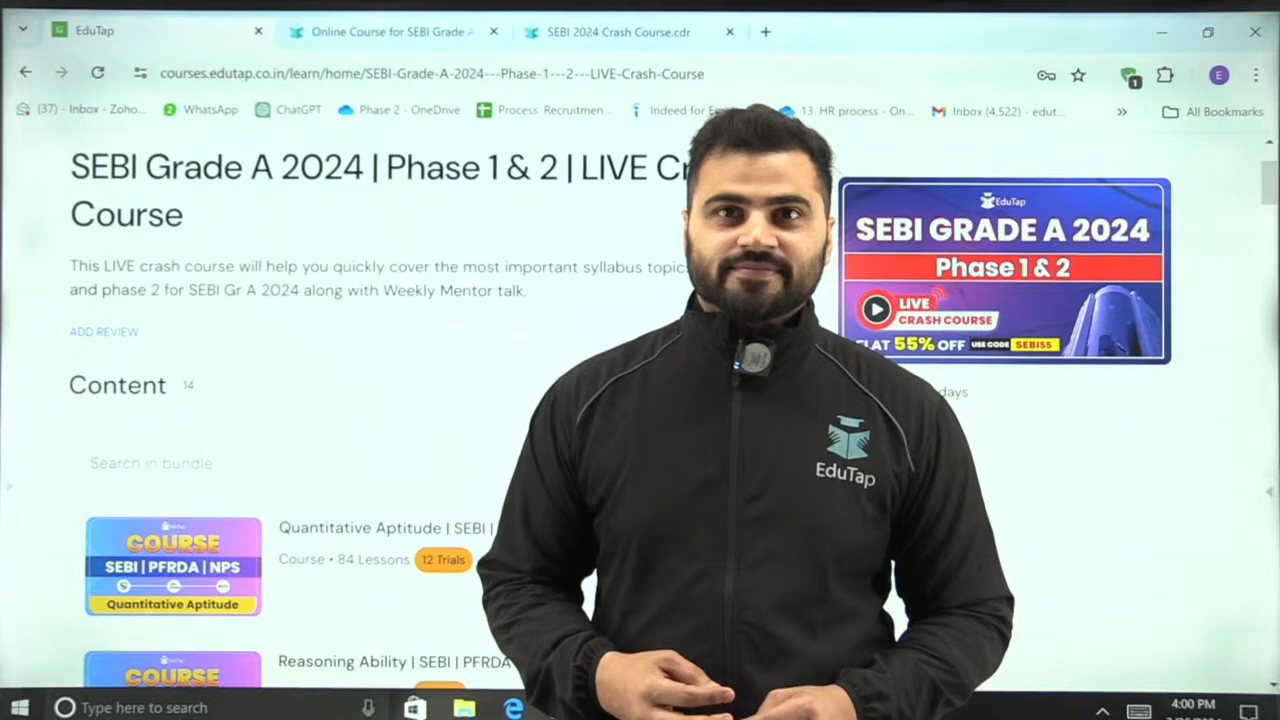 EduTap
Online Course for SEBI Grade A
SEBI 2024 Crash Course.cdr
courses.edutap.co.in/learn/home/SEBI-Grade-A-2024---Phase-1---2---LIVE-Crash-Course
1
E
(37) - Inbox - Zoho...
WhatsApp
ChatGPT
Phase 2 - OneDrive
Process: Recruitmen...
Indeed for
13. HR process - On...
Inbox (4,522) - edut...
All Bookmarks
SEBI Grade A 2024 | Phase 1 & 2 | LIVE
Course
This LIVE crash course will help you quickly cover the most important syllabus topic
and phase 2 for SEBI Gr A 2024 along with Weekly Mentor talk.
ADD REVIEW
Content 14
Search in bundle
EduTap
COURSE
SEBI | PFRDA | NPS
Quantitative Aptitude
Quantitative Aptitude | SEBI |
Course • 84 Lessons 12 Trials
EduTap
COURSE
Reasoning Ability | SEBI | PFRDA
EduTap
SEBI GRADE A 2024
Phase 1 & 2
LIVE
CRASH COURSE
FLAT 55% OFF USE CODE SEBI55
days
EduTap
Type here to search
4:00 PM